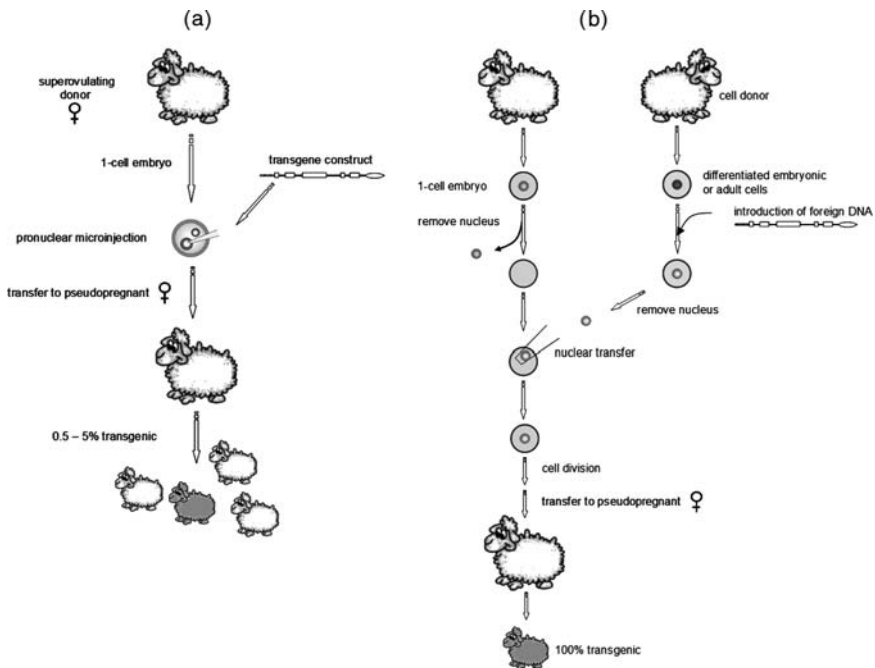 (a)
superovulating
donor
♀
1-cell embryo
transgene construct
pronuclear microinjection
transfer to pseudopregnant ♀
0.5 – 5% transgenic
(b)
cell donor
1-cell embryo
differentiated embryonic
or adult cells
remove nucleus
introduction of foreign DNA
remove nucleus
nuclear transfer
cell division
transfer to pseudopregnant ♀
100% transgenic